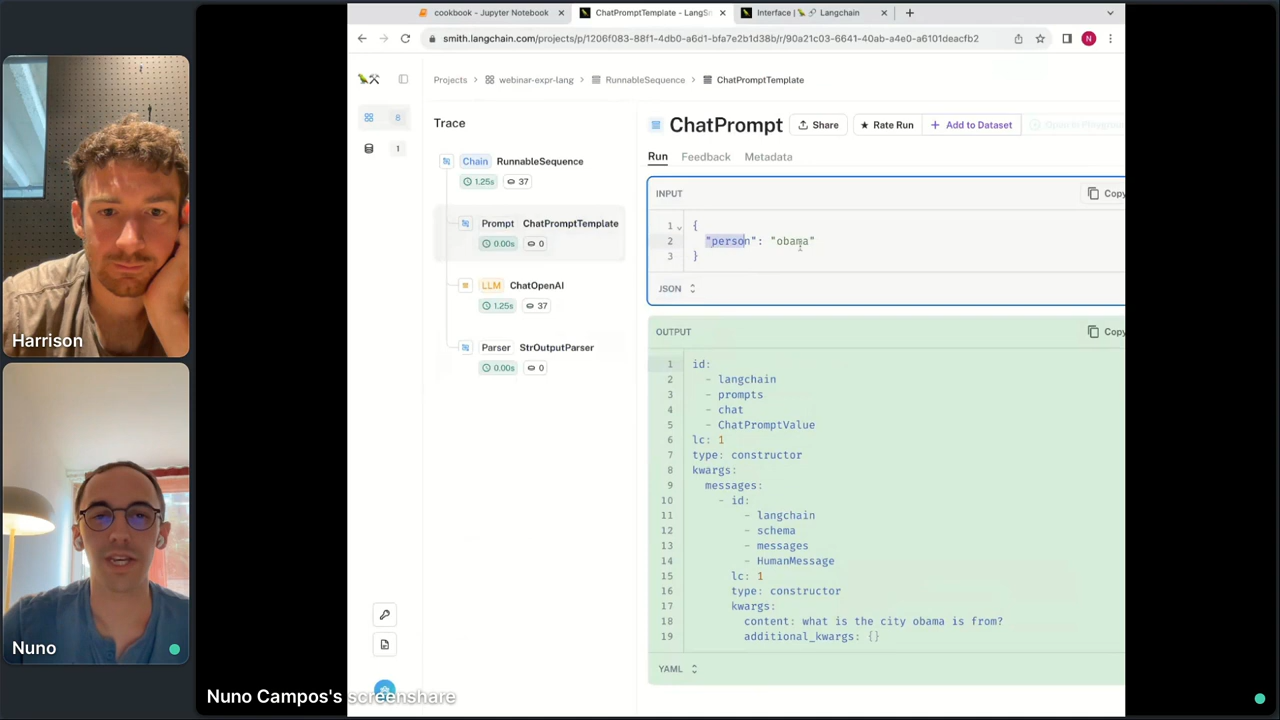 cookbook - Jupyter Notebook
ChatPromptTemplate - LangSm
Interface | Langchain
smith.langchain.com/projects/p/1206f083-88f1-4db0-a6d1-bfa7e2b1d38b/r/90a21c03-6641-40ab-a4e0-a6101deacfb2
N
Projects > webinar-expr-lang > RunnableSequence > ChatPromptTemplate
8
1
Trace
Chain RunnableSequence
1.25s 37
Prompt ChatPromptTemplate
0.00s 0
LLM ChatOpenAI
1.25s 37
Parser StrOutputParser
0.00s 0
ChatPrompt
Share
Rate Run
+ Add to Dataset
Run Feedback Metadata
INPUT
Copy
1 {
2 "person": "obama"
3 }
JSON
OUTPUT
Copy
1 id:
2 - langchain
3 - prompts
4 - chat
5 - ChatPromptValue
6 lc: 1
7 type: constructor
8 kwargs:
9 messages:
10 - id:
11 - langchain
12 - schema
13 - messages
14 - HumanMessage
15 lc: 1
16 type: constructor
17 kwargs:
18 content: what is the city obama is from?
19 additional_kwargs: {}
YAML
Harrison
Nuno
Nuno Campos's screenshare